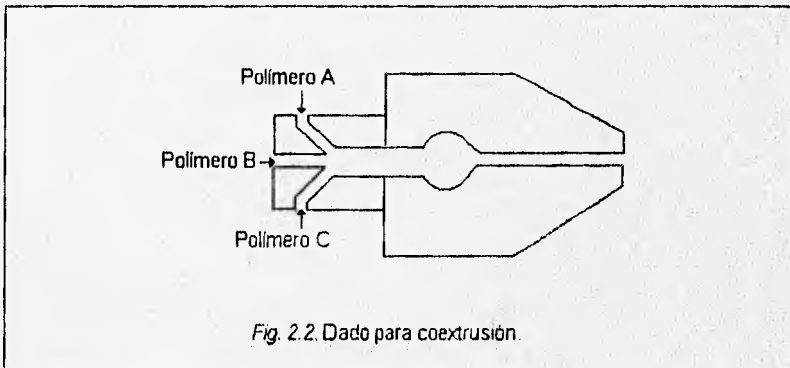 Polímero A
Polímero B
Polímero C
Fig. 2.2. Dado para coextrusión.